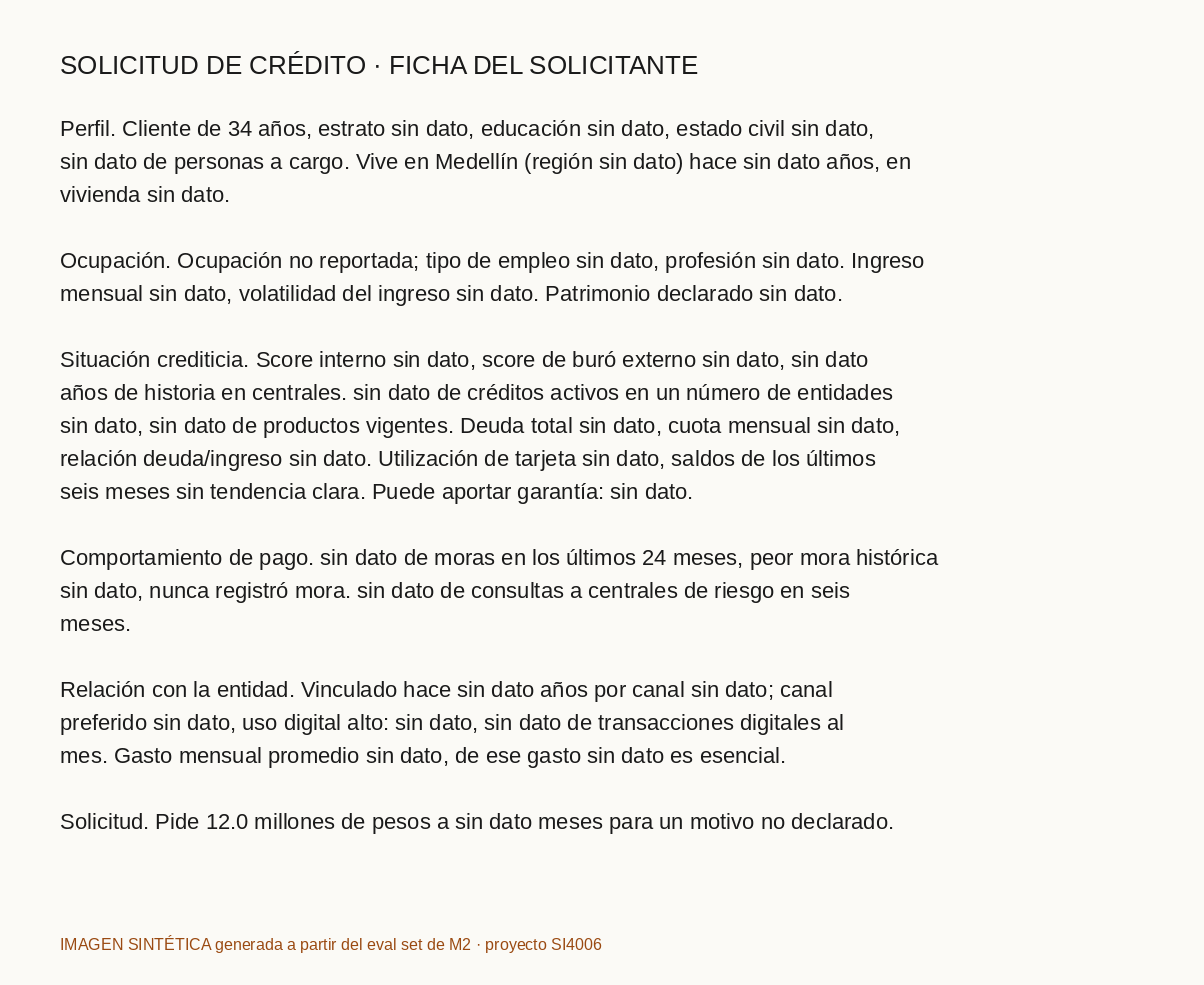 SOLICITUD DE CRÉDITO · FICHA DEL SOLICITANTE
Perfil. Cliente de 34 años, estrato sin dato, educación sin dato, estado civil sin dato,
sin dato de personas a cargo. Vive en Medellín (región sin dato) hace sin dato años, en
vivienda sin dato.
Ocupación. Ocupación no reportada; tipo de empleo sin dato, profesión sin dato. Ingreso
mensual sin dato, volatilidad del ingreso sin dato. Patrimonio declarado sin dato.
Situación crediticia. Score interno sin dato, score de buró externo sin dato, sin dato
años de historia en centrales. sin dato de créditos activos en un número de entidades
sin dato, sin dato de productos vigentes. Deuda total sin dato, cuota mensual sin dato,
relación deuda/ingreso sin dato. Utilización de tarjeta sin dato, saldos de los últimos
seis meses sin tendencia clara. Puede aportar garantía: sin dato.
Comportamiento de pago. sin dato de moras en los últimos 24 meses, peor mora histórica
sin dato, nunca registró mora. sin dato de consultas a centrales de riesgo en seis
meses.
Relación con la entidad. Vinculado hace sin dato años por canal sin dato; canal
preferido sin dato, uso digital alto: sin dato, sin dato de transacciones digitales al
mes. Gasto mensual promedio sin dato, de ese gasto sin dato es esencial.
Solicitud. Pide 12.0 millones de pesos a sin dato meses para un motivo no declarado.
IMAGEN SINTÉTICA generada a partir del eval set de M2 · proyecto SI4006